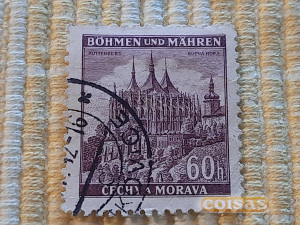 BÖHMEN UND MÄHREN
KUTTENBERG KUTNÁ HORA
60h
ČECHY A MORAVA
coisas